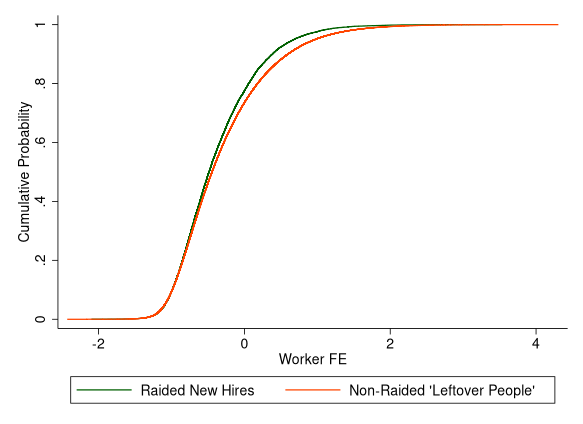 1
.8
.6
.4
.2
0
Cumulative Probability
-2 0 2 4
Worker FE
Raided New Hires Non-Raided 'Leftover People'